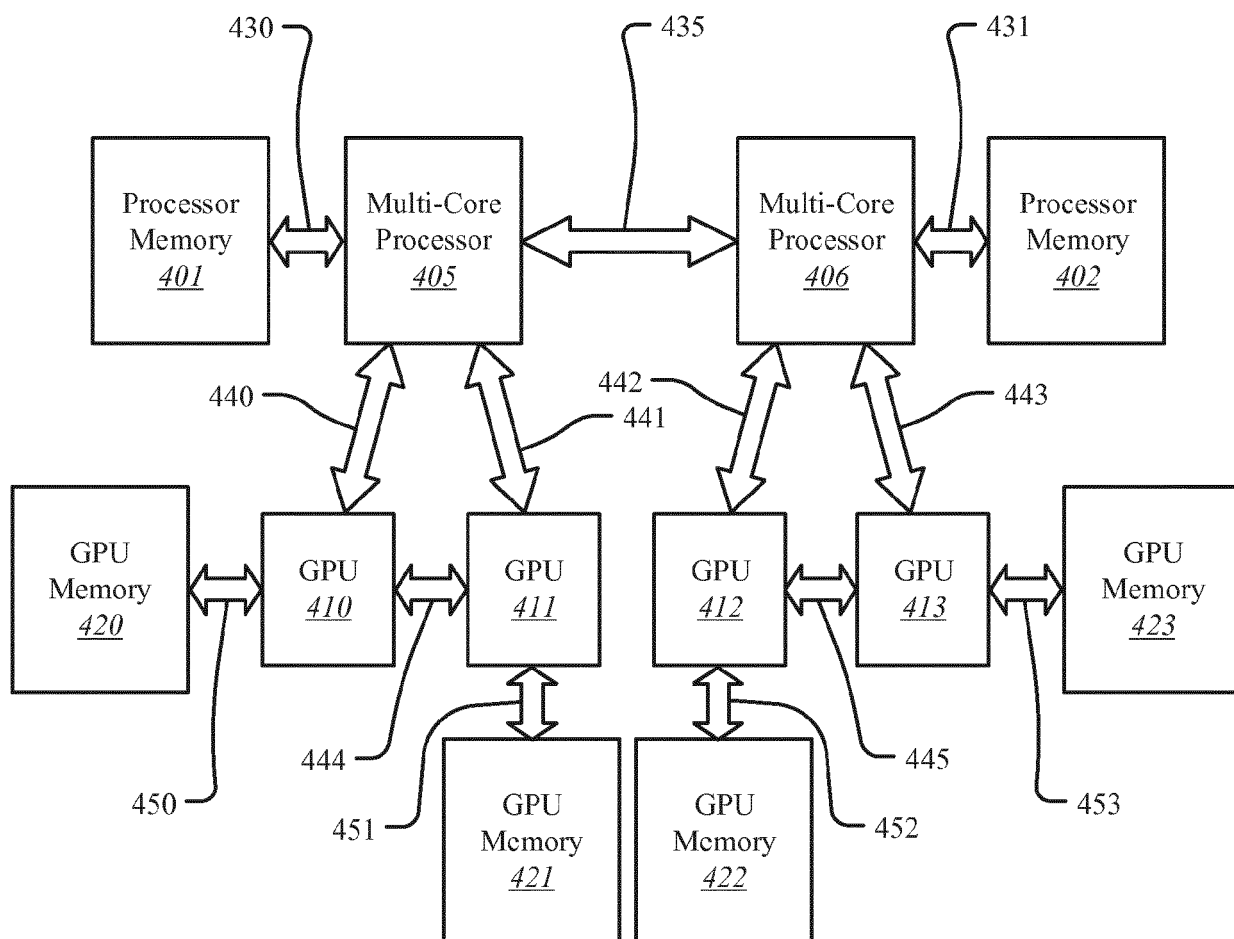 430
435
431
Processor
Memory
401
Multi-Core
Processor
405
Multi-Core
Processor
406
Processor
Memory
402
440
441
442
443
GPU
Memory
420
GPU
410
GPU
411
GPU
412
GPU
413
GPU
Memory
423
450
444
451
GPU
Memory
421
GPU
Memory
422
452
445
453